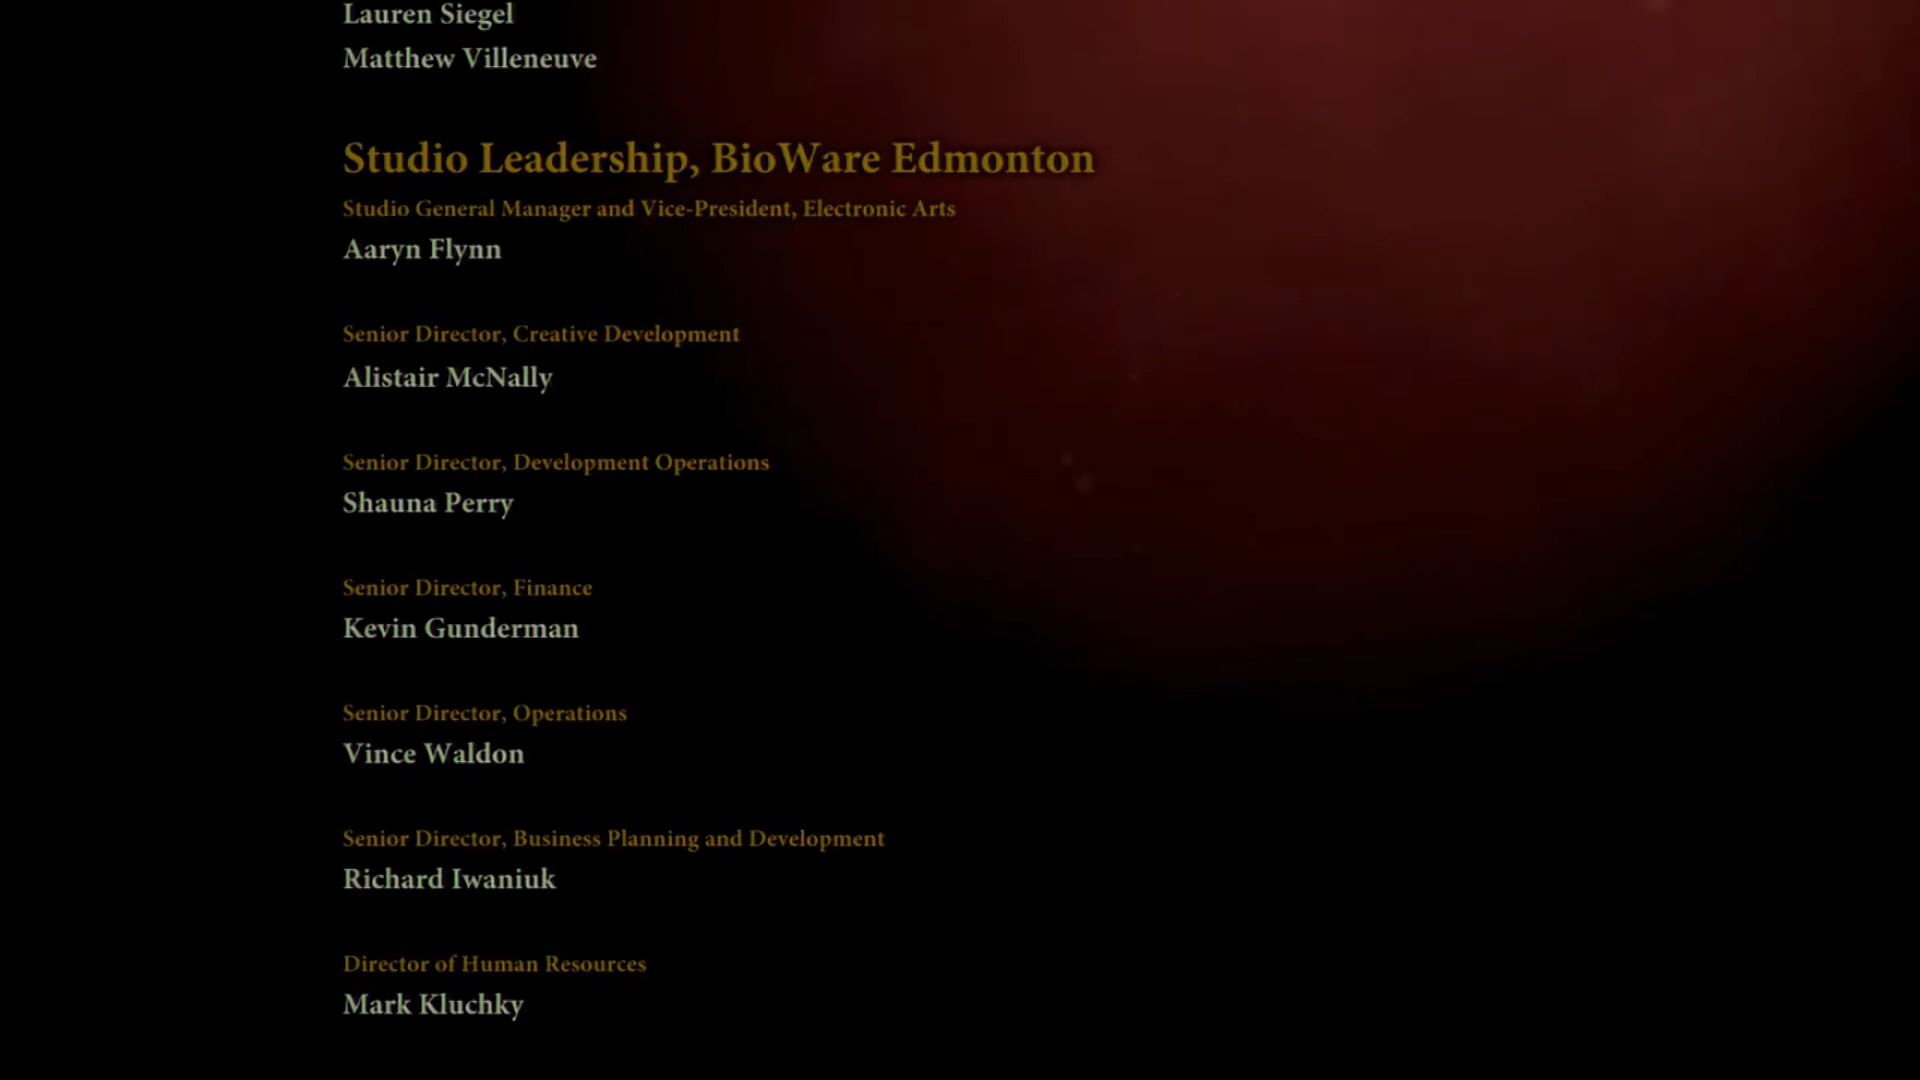 Lauren Siegel
Matthew Villeneuve
Studio Leadership, BioWare Edmonton
Studio General Manager and Vice-President, Electronic Arts
Aaryn Flynn
Senior Director, Creative Development
Alistair McNally
Senior Director, Development Operations
Shauna Perry
Senior Director, Finance
Kevin Gunderman
Senior Director, Operations
Vince Waldon
Senior Director, Business Planning and Development
Richard Iwaniuk
Director of Human Resources
Mark Kluchky